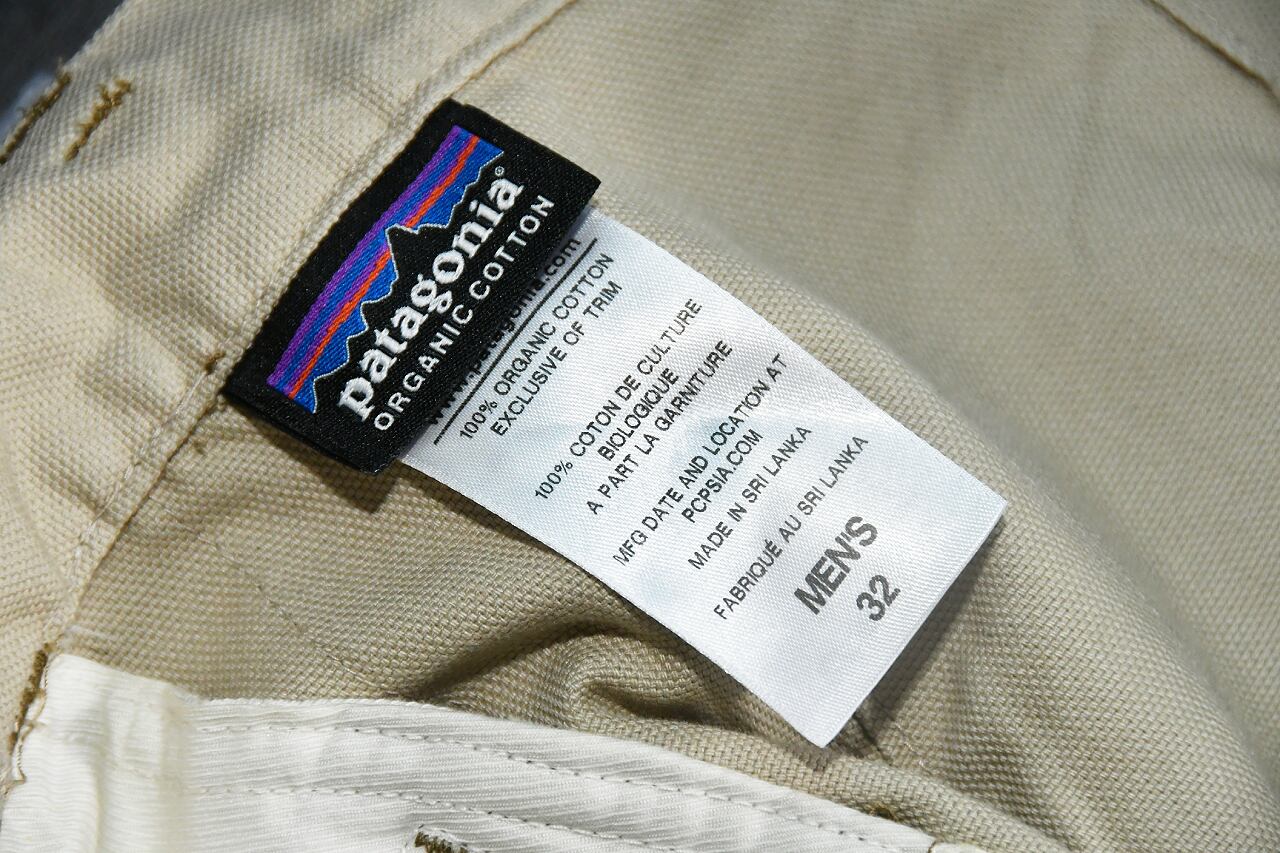 patagonia®
ORGANIC COTTON
www.patagonia.com
100% ORGANIC COTTON
EXCLUSIVE OF TRIM
100% COTON DE CULTURE
BIOLOGIQUE
A PART LA GARNITURE
MFG DATE AND LOCATION AT
PCPSIA.COM
MADE IN SRI LANKA
FABRIQUÉ AU SRI LANKA
MEN'S
32